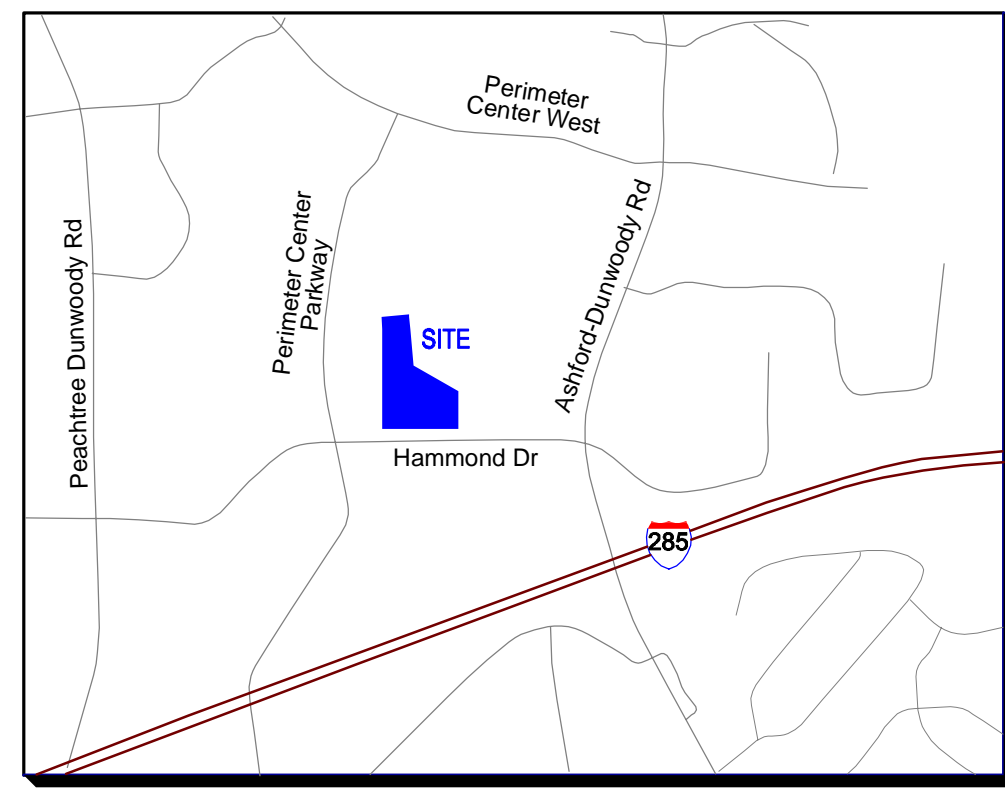 Perimeter
Center West
Peachtree Dunwoody Rd
Perimeter Center
Parkway
Ashford-Dunwoody Rd
SITE
Hammond Dr
285